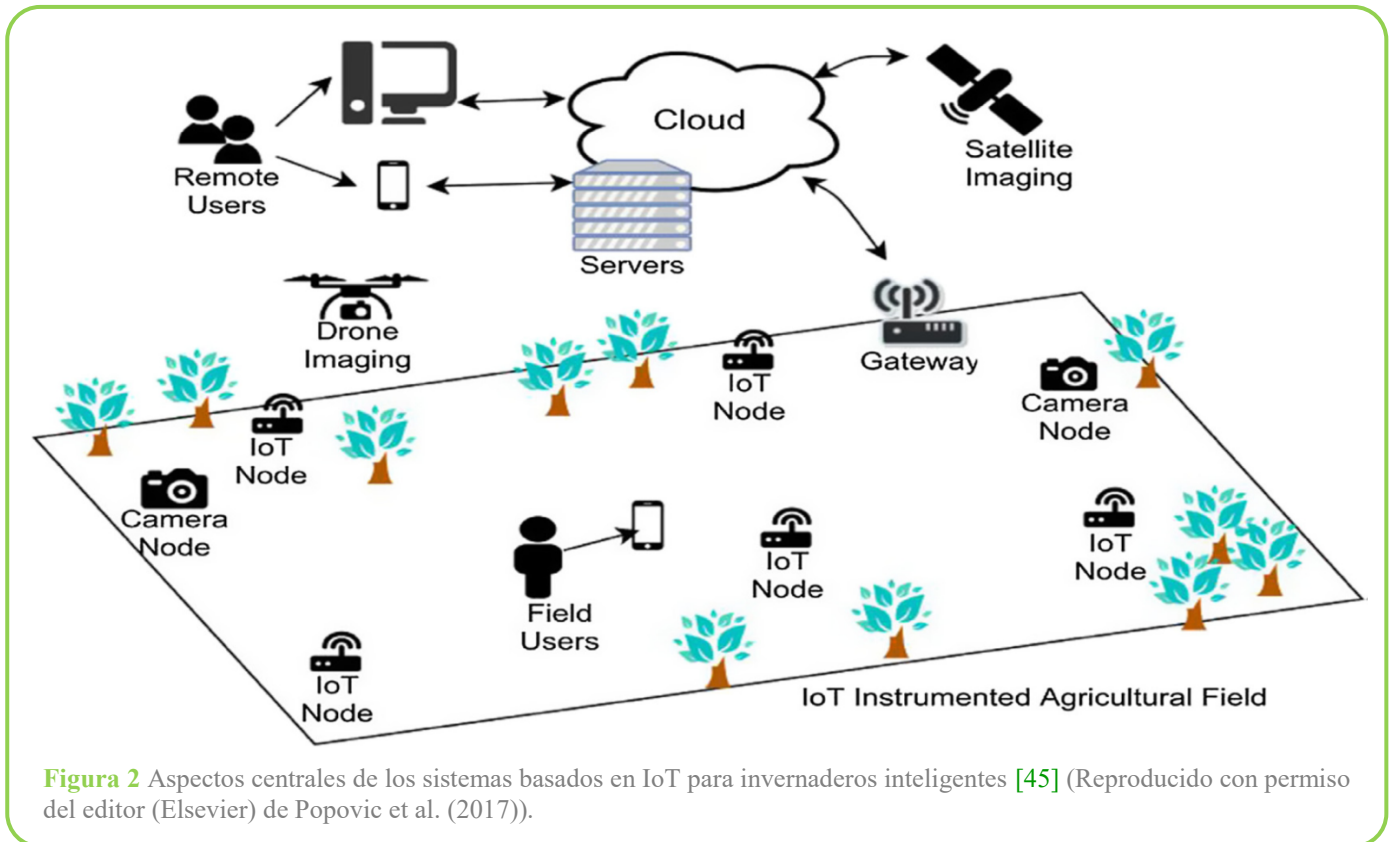 Cloud
Remote
Users
Satellite
Imaging
Servers
Drone
Imaging
Gateway
IoT
Node
Camera
Node
IoT
Node
Camera
Node
IoT
Node
IoT
Node
Field
Users
IoT
Node
IoT Instrumented Agricultural Field
Figura 2 Aspectos centrales de los sistemas basados en IoT para invernaderos inteligentes [45] (Reproducido con permiso
del editor (Elsevier) de Popovic et al. (2017)).